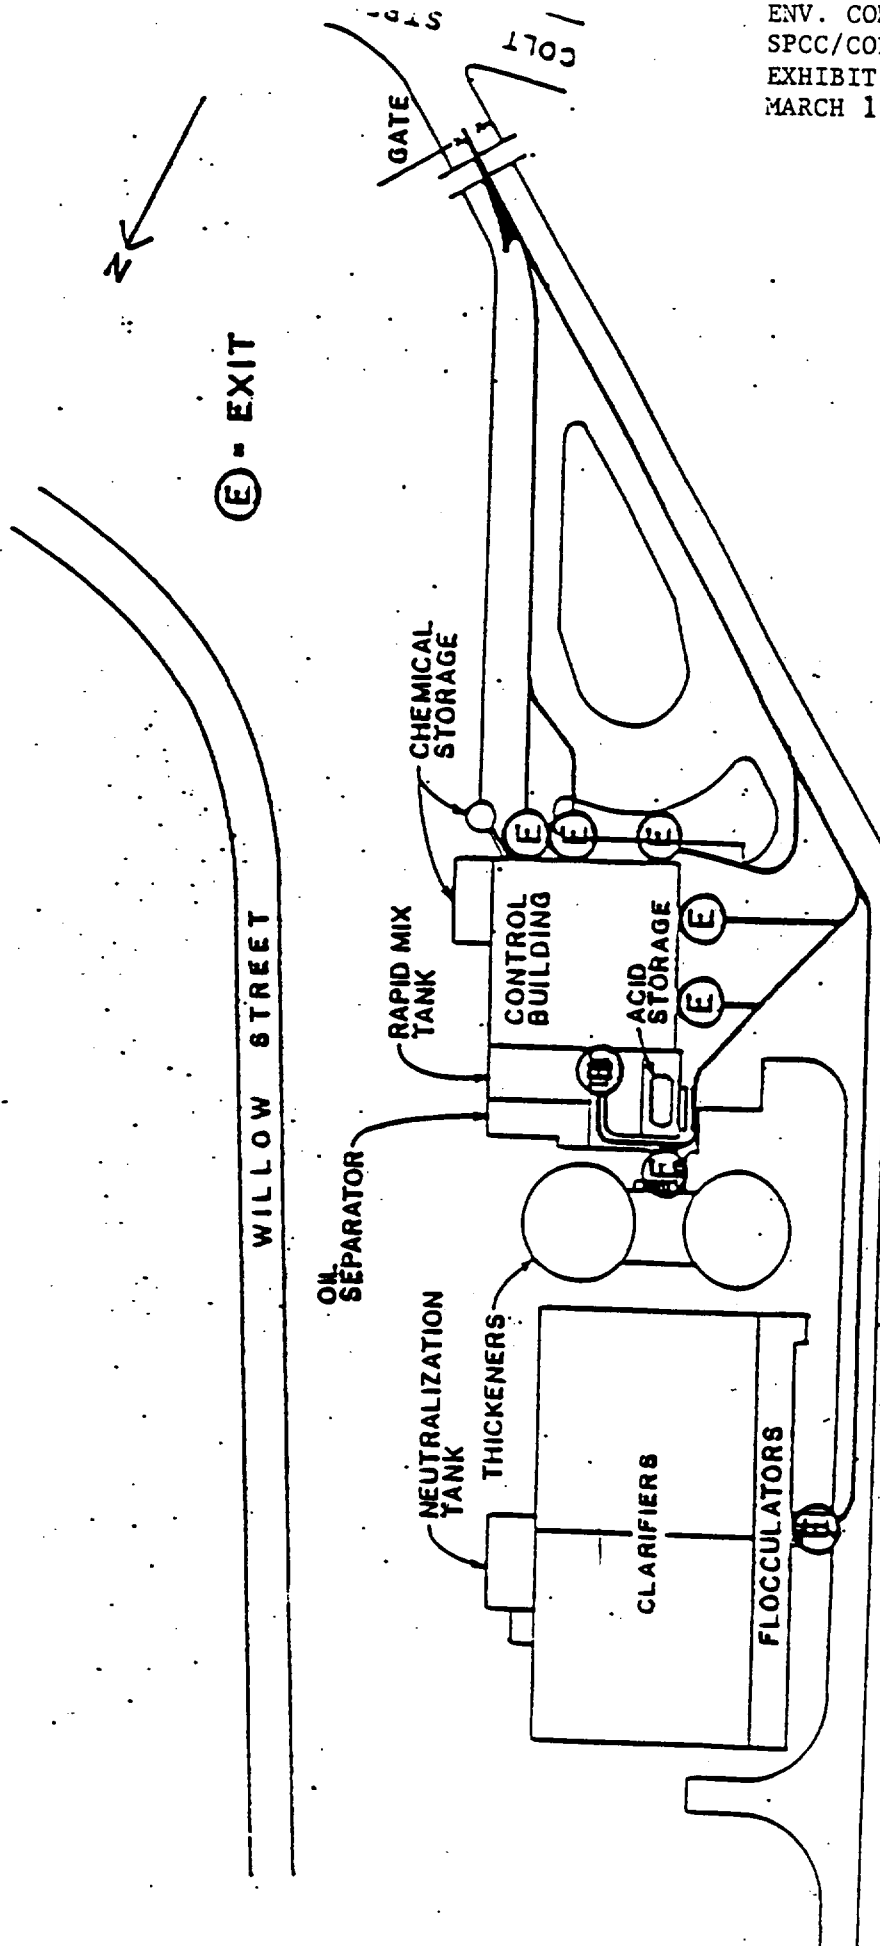 ENV. CO
SPCC/CO
EXHIBIT
MARCH 1
COLT
GATE
N
E - EXIT
WILLOW STREET
CHEMICAL
STORAGE
RAPID MIX
TANK
OIL
SEPARATOR
NEUTRALIZATION
TANK
THICKENERS
CONTROL
BUILDING
ACID
STORAGE
E
E
E
E
E
CLARIFIERS
FLOCCULATORS